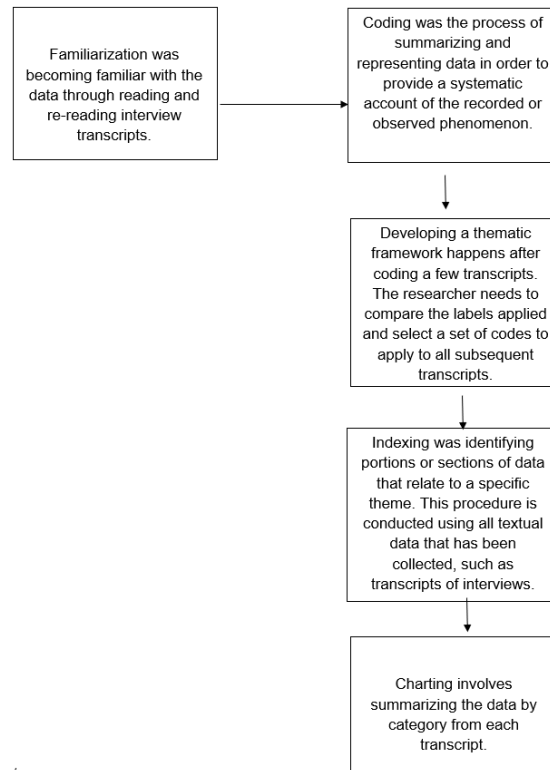 Familiarization was
becoming familiar with the
data through reading and
re-reading interview
transcripts.
Coding was the process of
summarizing and
representing data in order to
provide a systematic
account of the recorded or
observed phenomenon.
Developing a thematic
framework happens after
coding a few transcripts.
The researcher needs to
compare the labels applied
and select a set of codes to
apply to all subsequent
transcripts.
Indexing was identifying
portions or sections of data
that relate to a specific
theme. This procedure is
conducted using all textual
data that has been
collected, such as
transcripts of interviews.
Charting involves
summarizing the data by
category from each
transcript.